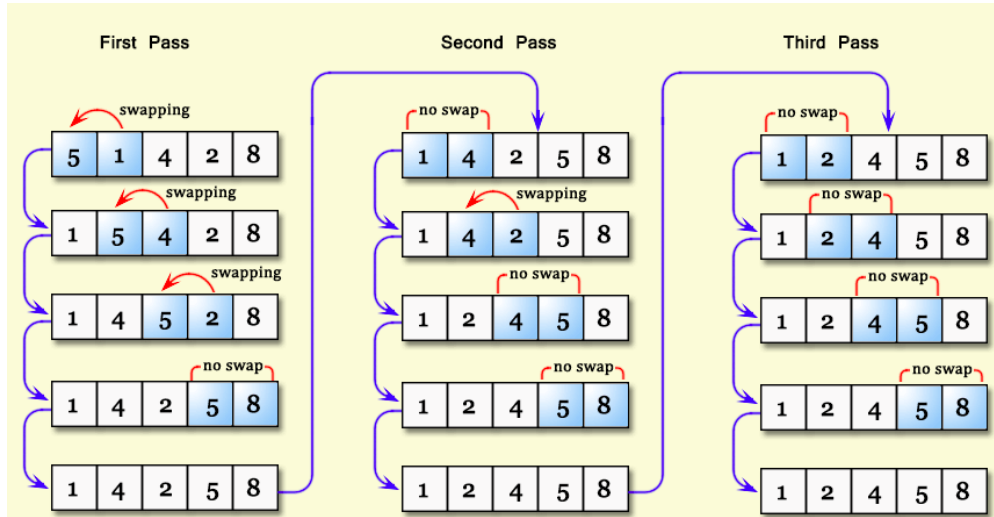 First Pass
swapping
5 1 4 2 8
swapping
1 5 4 2 8
swapping
1 4 5 2 8
no swap
1 4 2 5 8
1 4 2 5 8
Second Pass
no swap
1 4 2 5 8
swapping
1 4 2 5 8
no swap
1 2 4 5 8
no swap
1 2 4 5 8
1 2 4 5 8
Third Pass
no swap
1 2 4 5 8
no swap
1 2 4 5 8
no swap
1 2 4 5 8
no swap
1 2 4 5 8
1 2 4 5 8